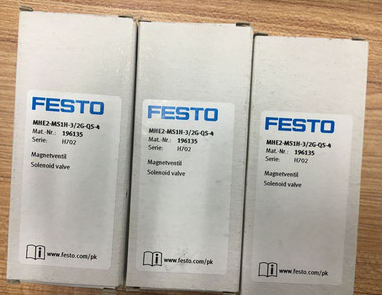 FESTO
MHE2-MS1H-3/2G-QS-4
Mat.-Nr.: 196135
Serie: H702
Magnetventil
Solenoid valve
www.festo.com/pk
FESTO
MHE2-MS1H-3/2G-QS-4
Mat.-Nr.: 196135
Serie: H702
Magnetventil
Solenoid valve
www.festo.com/pk
FESTO
MHE2-MS1H-3/2G-QS-4
Mat.-Nr.: 196135
Serie: H702
Magnetventil
Solenoid valve
www.festo.com/pk